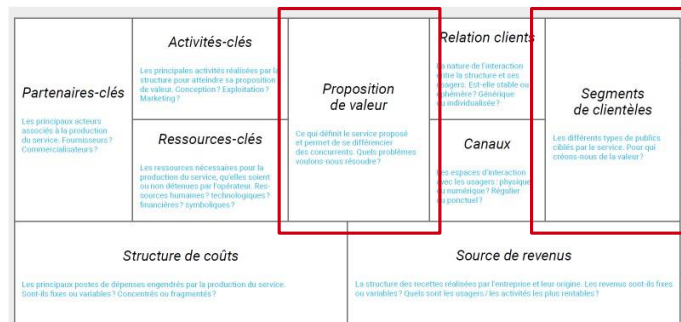 Partenaires-clés
Les principaux acteurs
associés à la production
du service. Fournisseurs ?
Commercialisateurs ?
Activités-clés
Les principales activités réalisées par la
structure pour atteindre sa proposition
de valeur. Conception ? Exploitation ?
Marketing ?
Ressources-clés
Les ressources nécessaires pour la
production du service, qu'elles soient
ou non détenues par l'opérateur. Res-
sources humaines ? technologiques ?
financières ? symboliques ?
Proposition
de valeur
Ce qui définit le service proposé
et permet de se différencier
des concurrents. Quels problèmes
voulons-nous résoudre ?
Relation clients
La nature de l'interaction
entre la structure et ses
usagers. Est-elle stable ou
éphémère ? Générique
ou individualisée ?
Canaux
Les espaces d'interaction
avec les usagers : physique
ou numérique ? Régulier
ou ponctuel ?
Segments
de clientèles
Les différents types de publics
ciblés par le service. Pour qui
créons-nous de la valeur ?
Structure de coûts
Les principaux postes de dépenses engendrés par la production du service.
Sont-ils fixes ou variables ? Concentrés ou fragmentés ?
Source de revenus
La structure des recettes réalisées par l'entreprise et leur origine. Les revenus sont-ils fixes
ou variables ? Quels sont les usagers / les activités les plus rentables ?